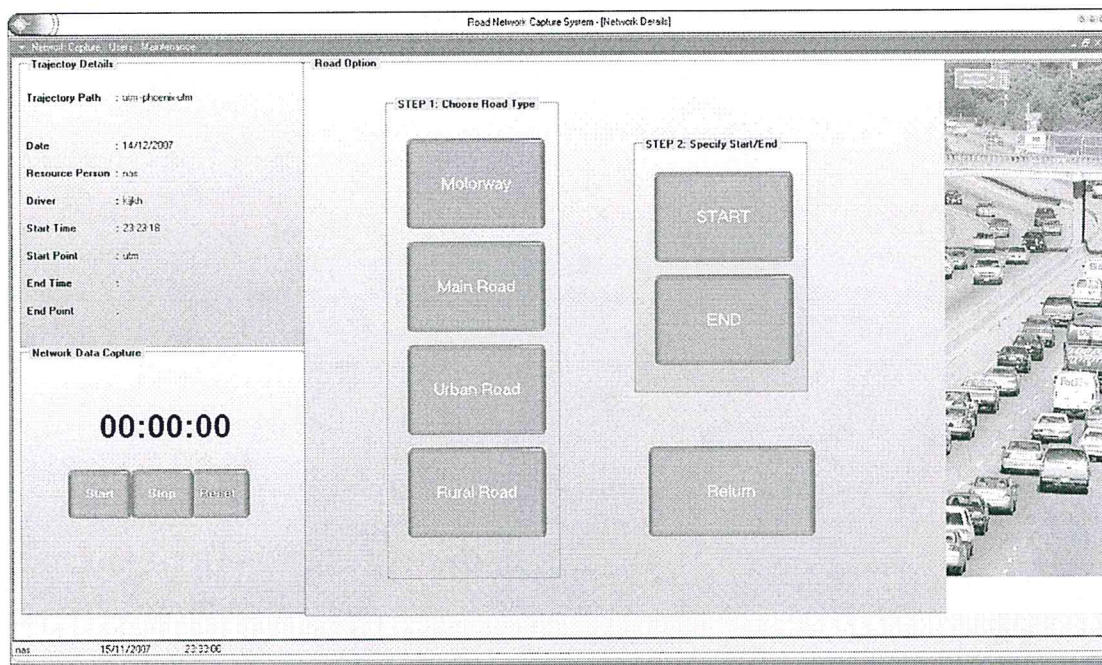 Road Network Capture System - [Network Details]
Network Capture Users Maintenance
Trajectoy Details
Trajectory Path : utm-phoenix-utm
Date : 14/12/2007
Resource Person : nas
Driver : kjkh
Start Time : 23:23:18
Start Point : utm
End Time :
End Point :
Network Data Capture
00:00:00
Start Stop Reset
Road Option
STEP 1: Choose Road Type
Motorway
Main Road
Urban Road
Rural Road
STEP 2: Specify Start/End
START
END
Return
FedEx
nas 15/11/2007